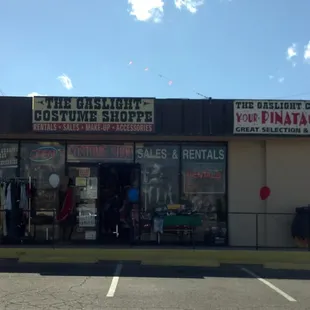 THE GASLIGHT
COSTUME SHOPPE
RENTALS • SALES • MAKE-UP • ACCESSORIES
THE GASLIGHT
YOUR PINATA
GREAT SELECTION &
SALES & RENTALS